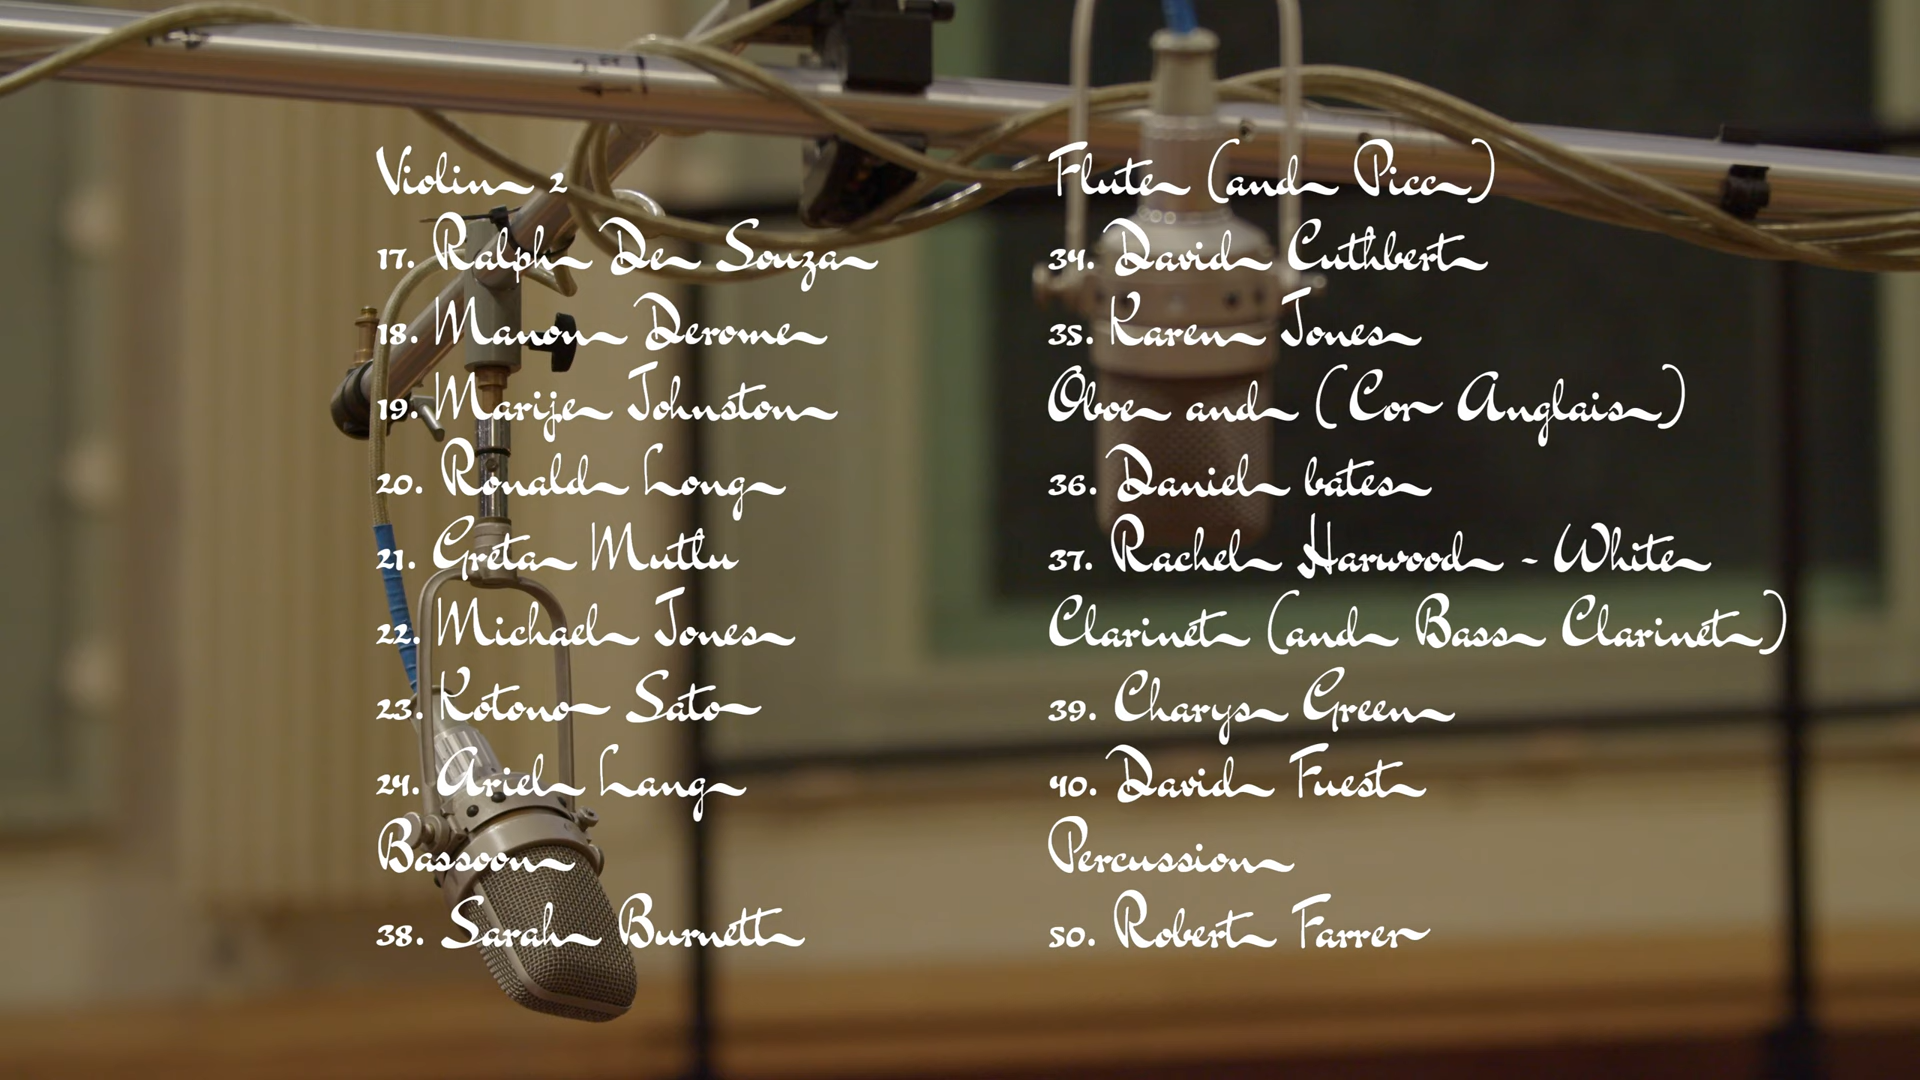 Violin 2
17. Ralph De Souza
18. Manon Derome
19. Marije Johnston
20. Ronald Long
21. Greta Mutlu
22. Michael Jones
23. Kotono Sato
24. Ariel Lang
Bassoon
38. Sarah Burnett
Flute (and Picc)
34. David Cuthbert
35. Karen Jones
Oboe and (Cor Anglais)
36. Daniel bates
37. Rachel Harwood - White
Clarinet (and Bass Clarinet)
39. Charys Green
40. David Fuest
Percussion
50. Robert Farrer